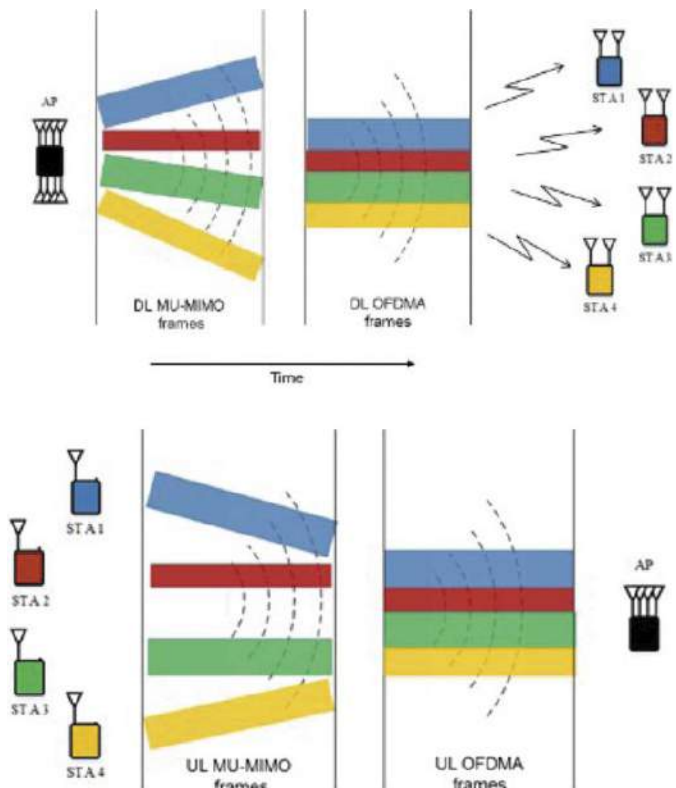 AP
STA 1
STA 2
STA 3
STA 4
DL MU-MIMO
frames
DL OFDMA
frames
Time
STA 1
STA 2
STA 3
STA 4
AP
UL MU-MIMO
frames
UL OFDMA
frames